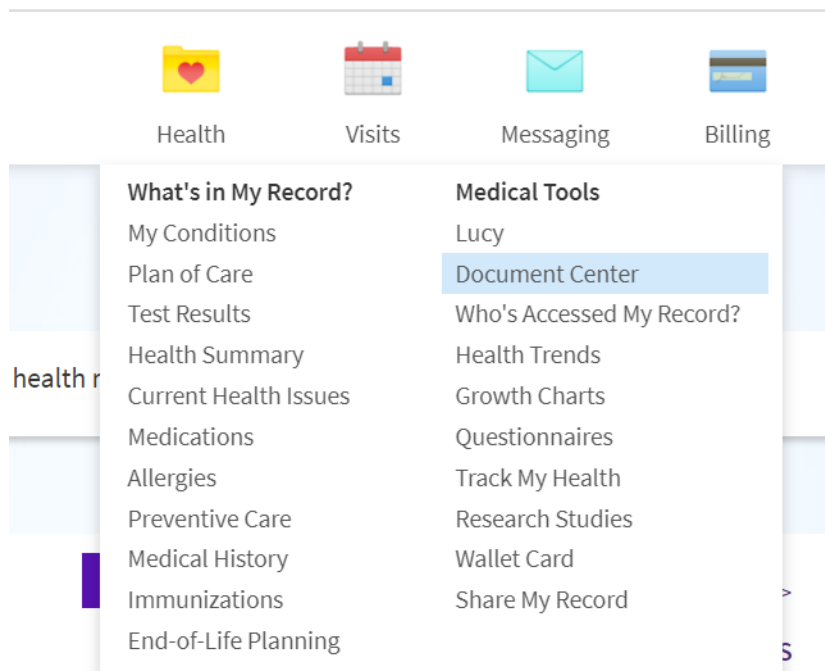 Health
Visits
Messaging
Billing
What's in My Record?
My Conditions
Plan of Care
Test Results
Health Summary
Current Health Issues
Medications
Allergies
Preventive Care
Medical History
Immunizations
End-of-Life Planning
Medical Tools
Lucy
Document Center
Who's Accessed My Record?
Health Trends
Growth Charts
Questionnaires
Track My Health
Research Studies
Wallet Card
Share My Record
health r
>
s